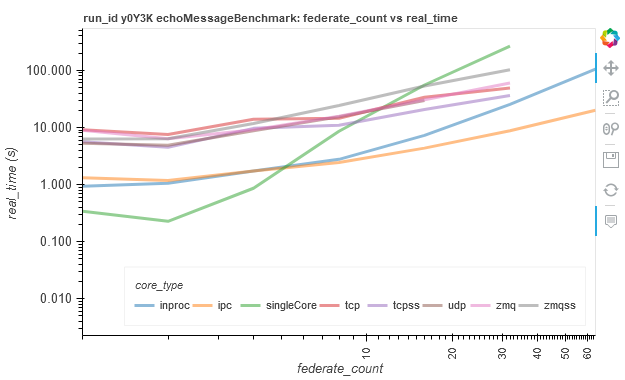 run_id y0Y3K echoMessageBenchmark: federate_count vs real_time
100.000
10.000
1.000
0.100
0.010
real_time (s)
core_type
inproc ipc singleCore tcp tcpss udp zmq zmqss
10 20 30 40 50 60
federate_count